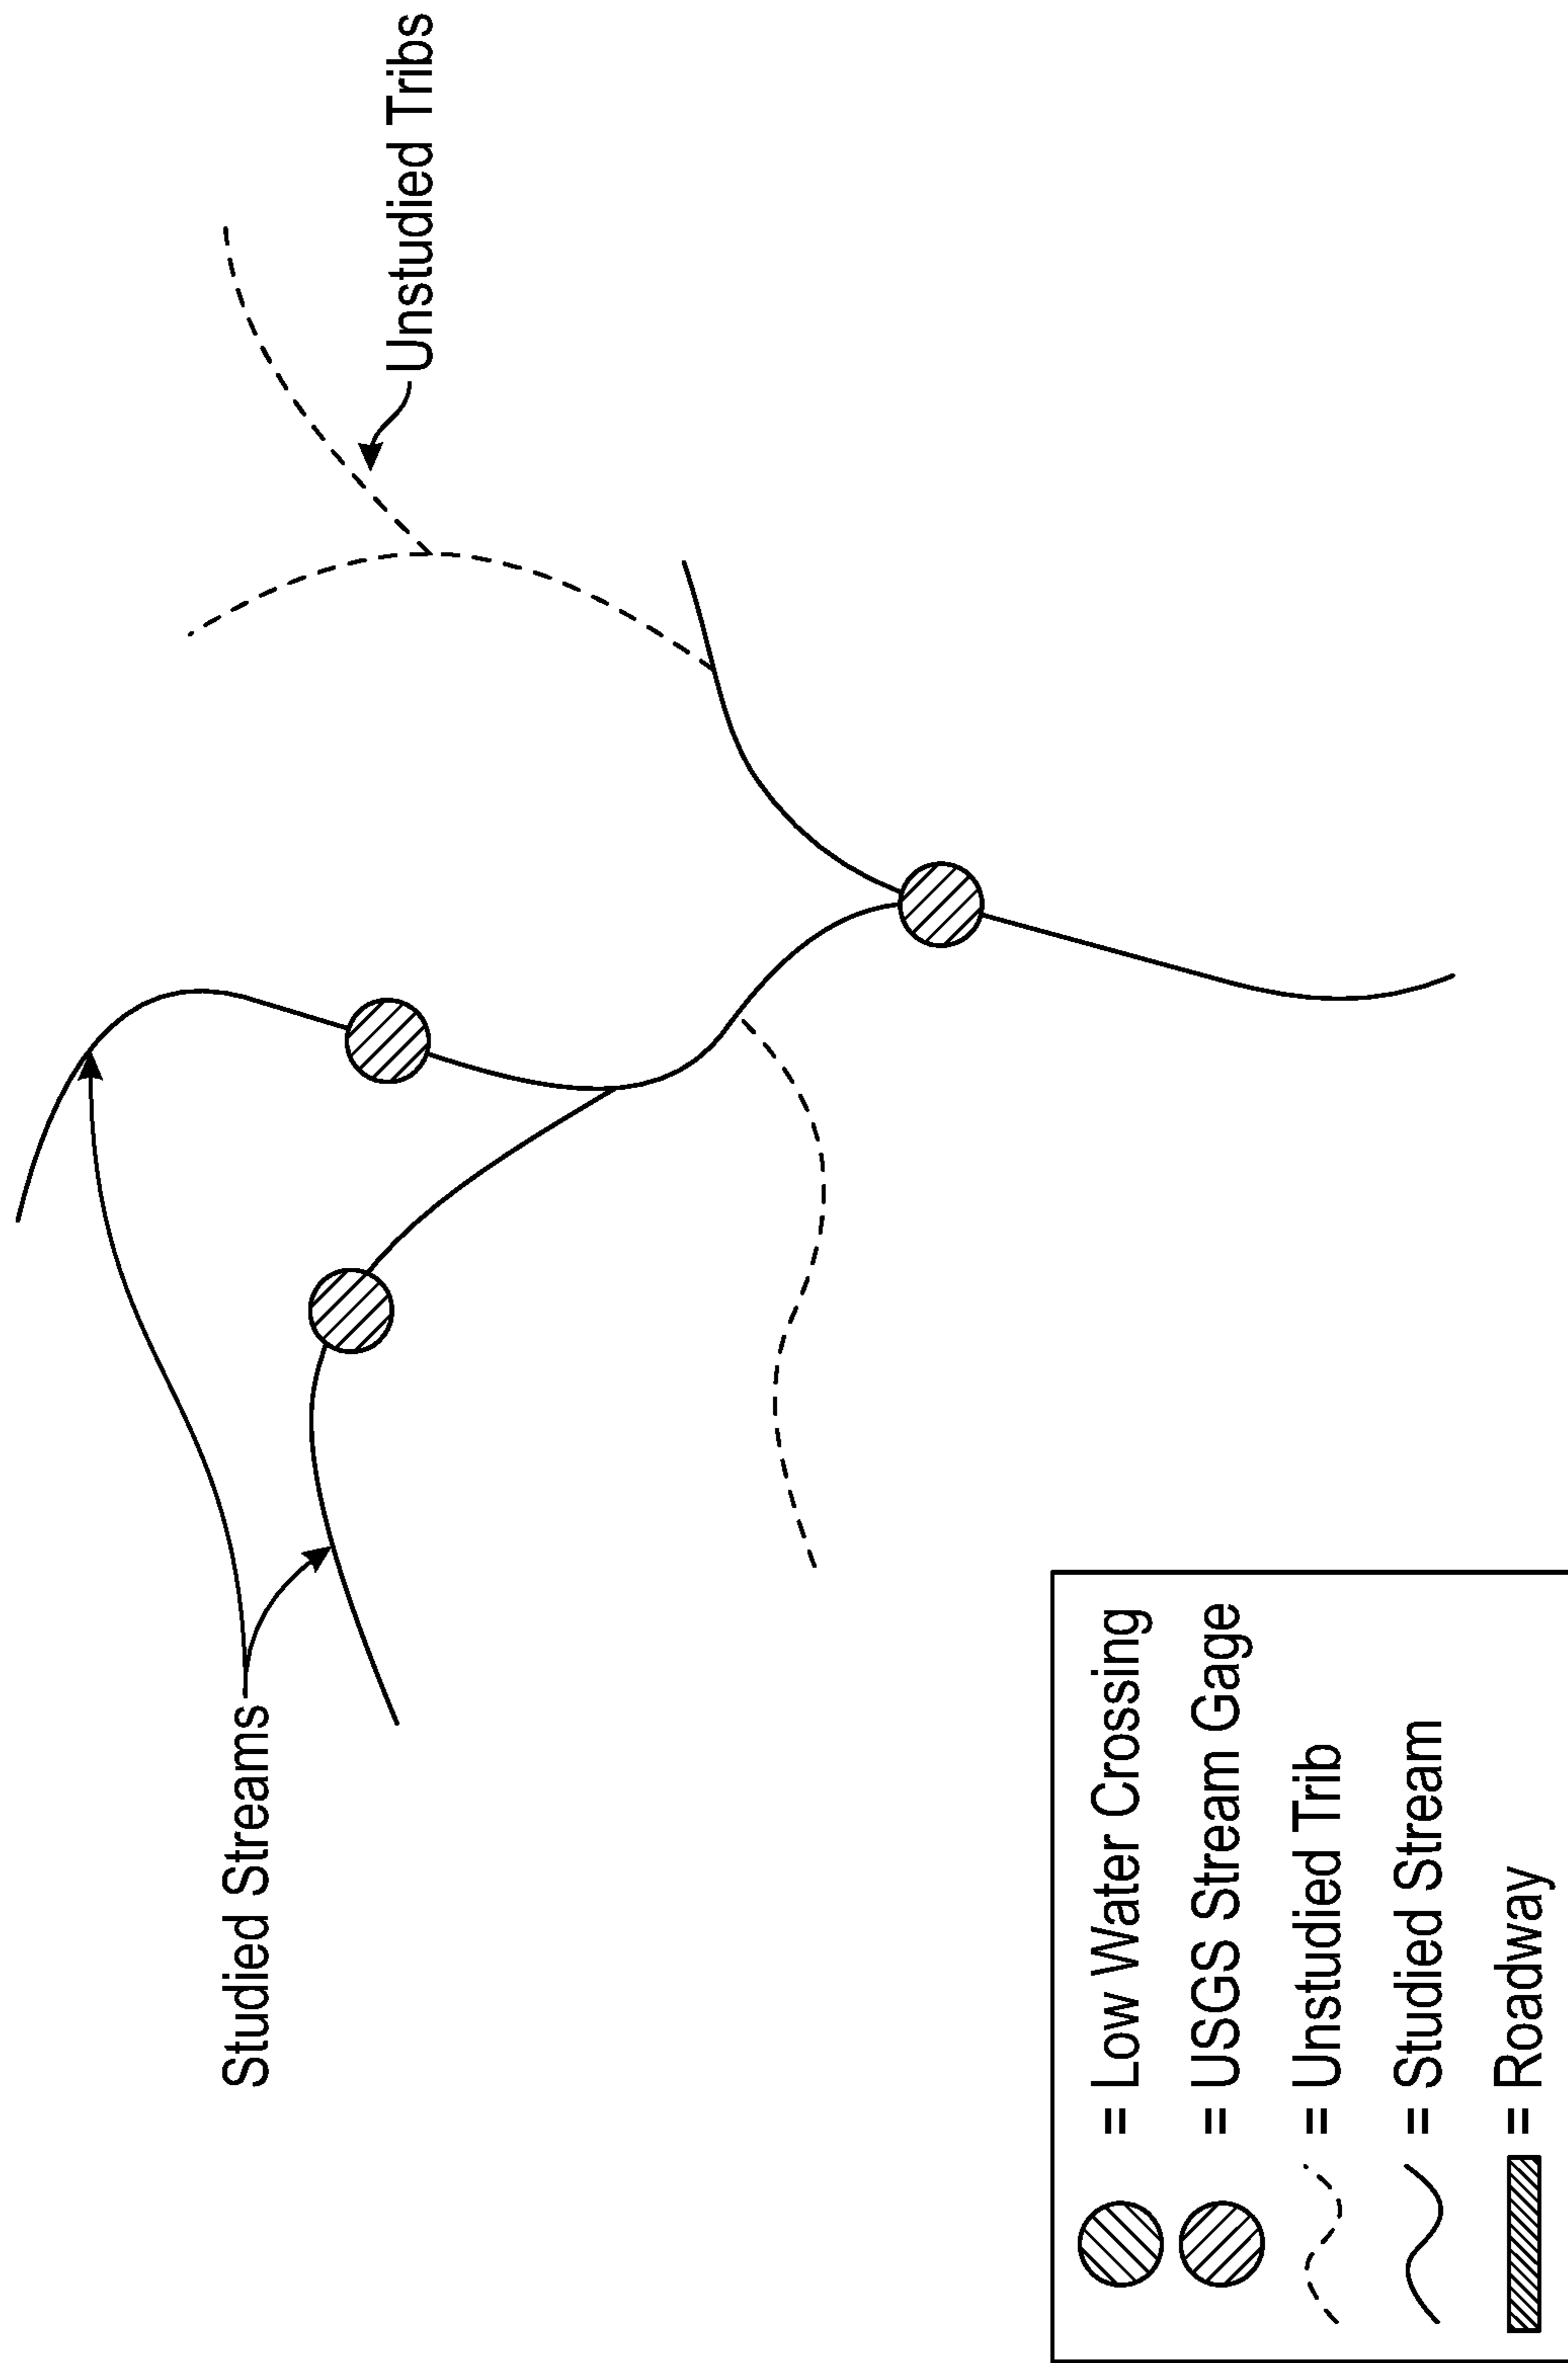 Studied Streams
Unstudied Tribs
= Low Water Crossing
= USGS Stream Gage
= Unstudied Trib
= Studied Stream
= Roadway